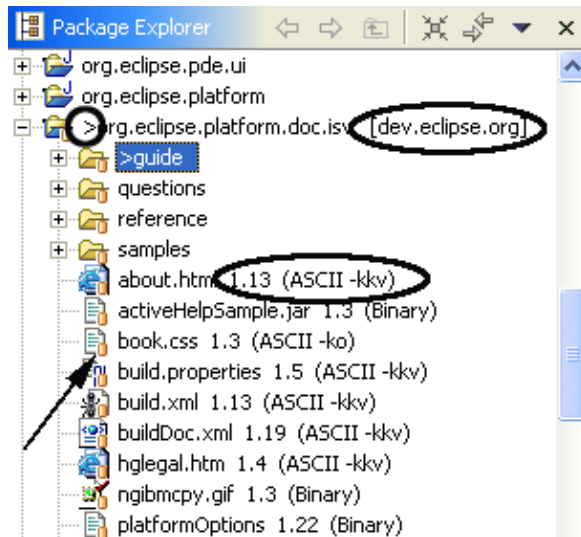 Package Explorer
org.eclipse.pde.ui
org.eclipse.platform
>org.eclipse.platform.doc.isv [dev.eclipse.org]
>guide
questions
reference
samples
about.htm 1.13 (ASCII -kkv)
activeHelpSample.jar 1.3 (Binary)
book.css 1.3 (ASCII -ko)
build.properties 1.5 (ASCII -kkv)
build.xml 1.13 (ASCII -kkv)
buildDoc.xml 1.19 (ASCII -kkv)
hglegal.htm 1.4 (ASCII -kkv)
ngibmcpy.gif 1.3 (Binary)
platformOptions 1.22 (Binary)